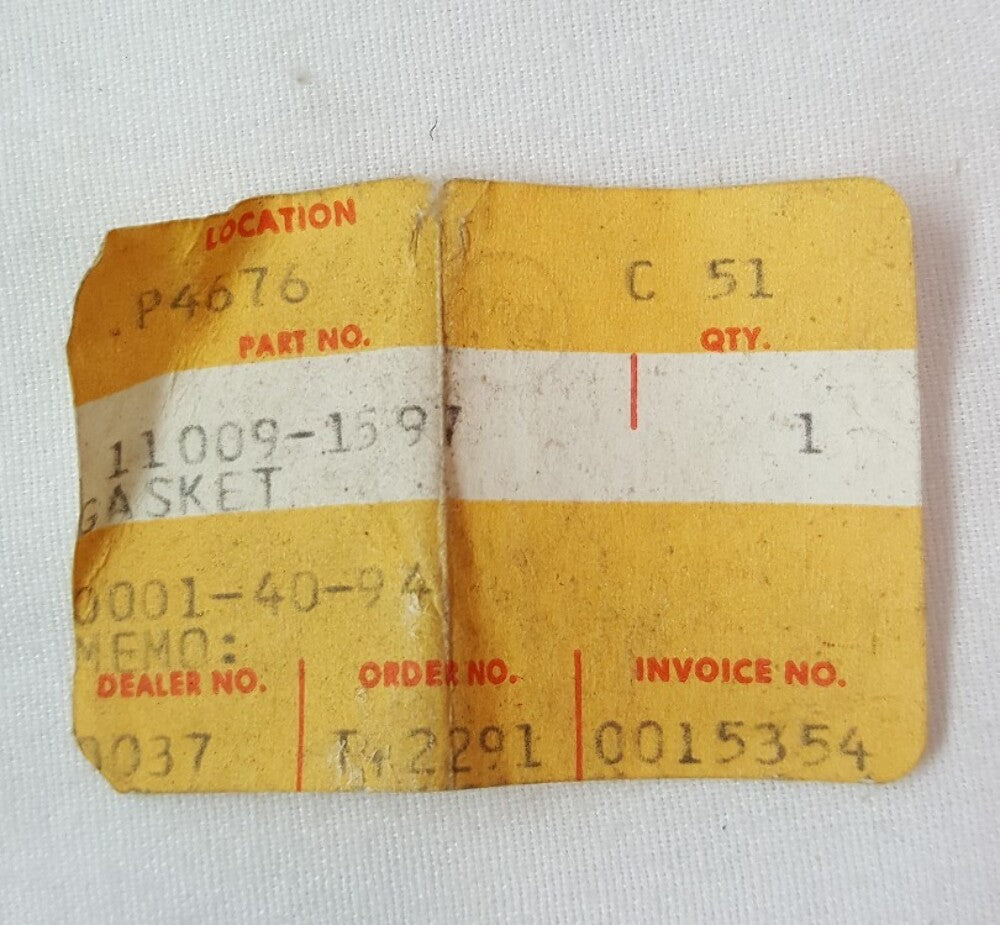 LOCATION
.P4676 C 51
PART NO. QTY.
11009-1597 1
GASKET
0001-40-94
MEMO:
DEALER NO. ORDER NO. INVOICE NO.
0037 2291 0015354